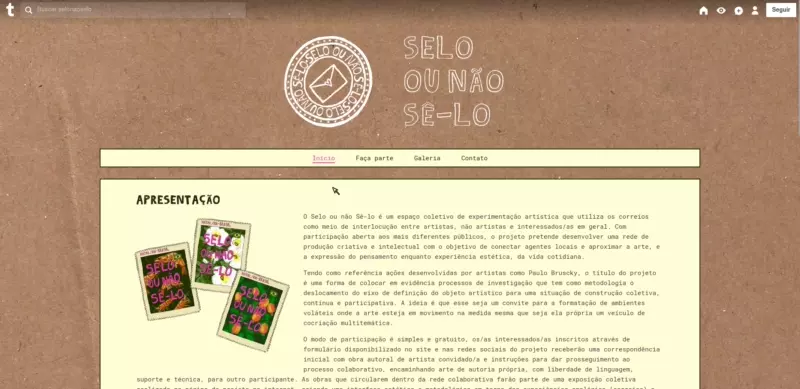 t
Seguir
SELO OU NÃO SÊ-LO SELO OU NÃO SÊ-LO
SELO
OU NÃO
SÊ-LO
Início Faça parte Galeria Contato
APRESENTAÇÃO
O Selo ou não Sê-lo é um espaço coletivo de experimentação artística que utiliza os correios
como meio de interlocução entre artistas, não artistas e interessados/as em geral. Com
participação aberta aos mais diferentes públicos, o projeto pretende desenvolver uma rede de
produção criativa e intelectual com o objetivo de conectar agentes locais e aproximar a arte, e
a expressão do pensamento enquanto experiência estética, da vida cotidiana.
SELO
OU NÃO
SÊ-LO
SELO
OU NÃO
SÊ-LO
SELO
OU NÃO
SÊ-LO
Tendo como referência ações desenvolvidas por artistas como Paulo Bruscky, o título do projeto
é uma forma de colocar em evidência processos de investigação que tem como metodologia o
deslocamento do eixo de definição do objeto artístico para uma situação de construção coletiva,
contínua e participativa. A ideia é que esse seja um convite para a formatação de ambientes
voláteis onde a arte esteja em movimento na medida mesma que seja ela própria um veículo de
cocriação multitemática.
O modo de participação é simples e gratuito, os/as interessados/as inscritos através de
formulário disponibilizado no site e nas redes sociais do projeto receberão uma correspondência
inicial com obra autoral de artista convidado/a e instruções para dar prosseguimento ao
processo colaborativo, encaminhando arte de autoria própria, com liberdade de linguagem,
suporte e técnica, para outro participante. As obras que circularem dentro da rede colaborativa farão parte de uma exposição coletiva